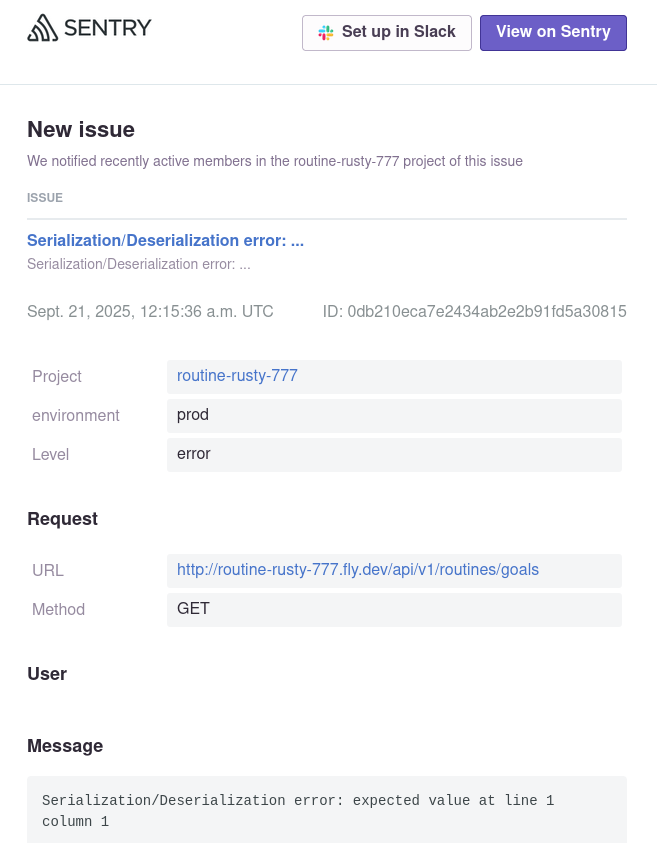 SENTRY
Set up in Slack
View on Sentry
New issue
We notified recently active members in the routine-rusty-777 project of this issue
ISSUE
Serialization/Deserialization error: ...
Serialization/Deserialization error: ...
Sept. 21, 2025, 12:15:36 a.m. UTC
ID: 0db210eca7e2434ab2e2b91fd5a30815
Project
routine-rusty-777
environment
prod
Level
error
Request
URL
http://routine-rusty-777.fly.dev/api/v1/routines/goals
Method
GET
User
Message
Serialization/Deserialization error: expected value at line 1
column 1